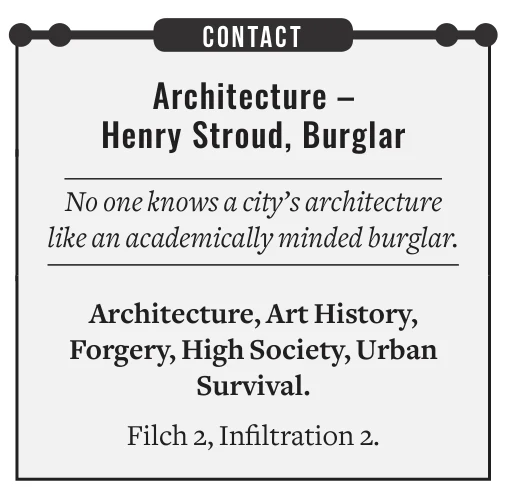 CONTACT
Architecture –
Henry Stroud, Burglar
No one knows a city’s architecture
like an academically minded burglar.
Architecture, Art History,
Forgery, High Society, Urban
Survival.
Filch 2, Infiltration 2.